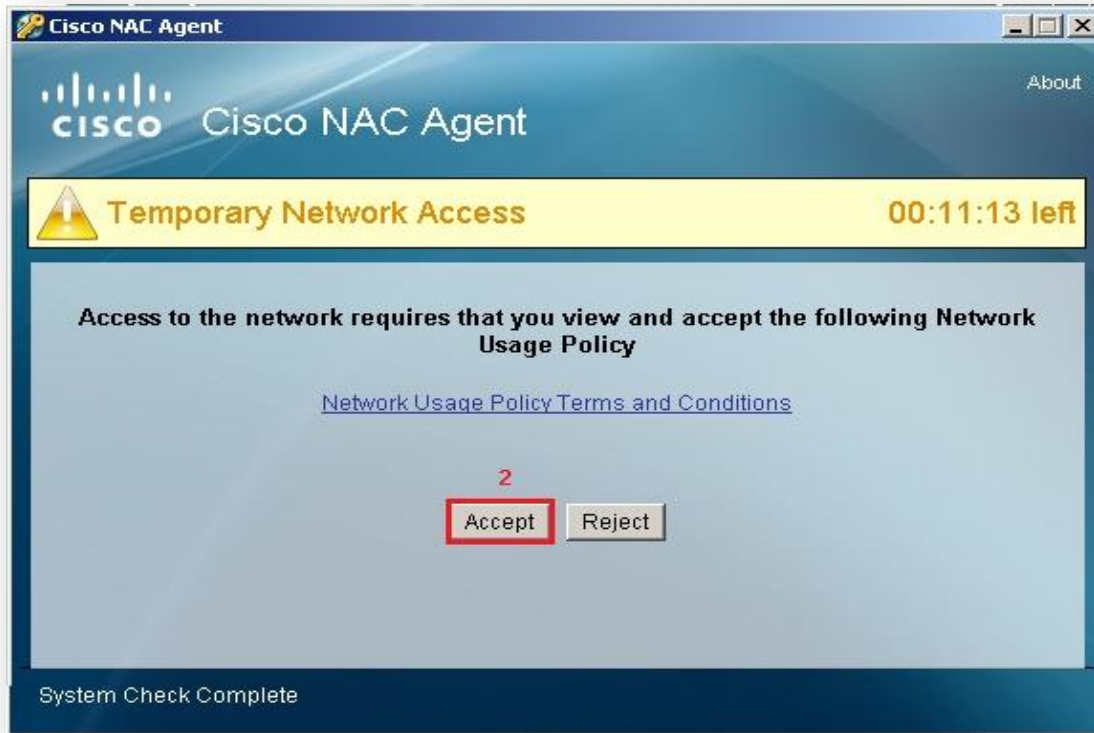 Cisco NAC Agent
About
CISCO
Cisco NAC Agent
Temporary Network Access
00:11:13 left
Access to the network requires that you view and accept the following Network
Usage Policy
Network Usage Policy Terms and Conditions
2
Accept
Reject
System Check Complete